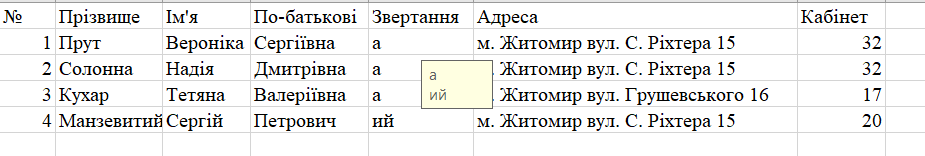 № Прізвище Ім'я По-батькові Звертання Адреса Кабінет
1 Прут Вероніка Сергіївна а м. Житомир вул. С. Ріхтера 15 32
2 Солонна Надія Дмитрівна а . Житомир вул. С. Ріхтера 15 32
3 Кухар Тетяна Валеріївна а . Житомир вул. Грушевського 16 17
4 Манзевитий Сергій Петрович ий м. Житомир вул. С. Ріхтера 15 20
а
ий